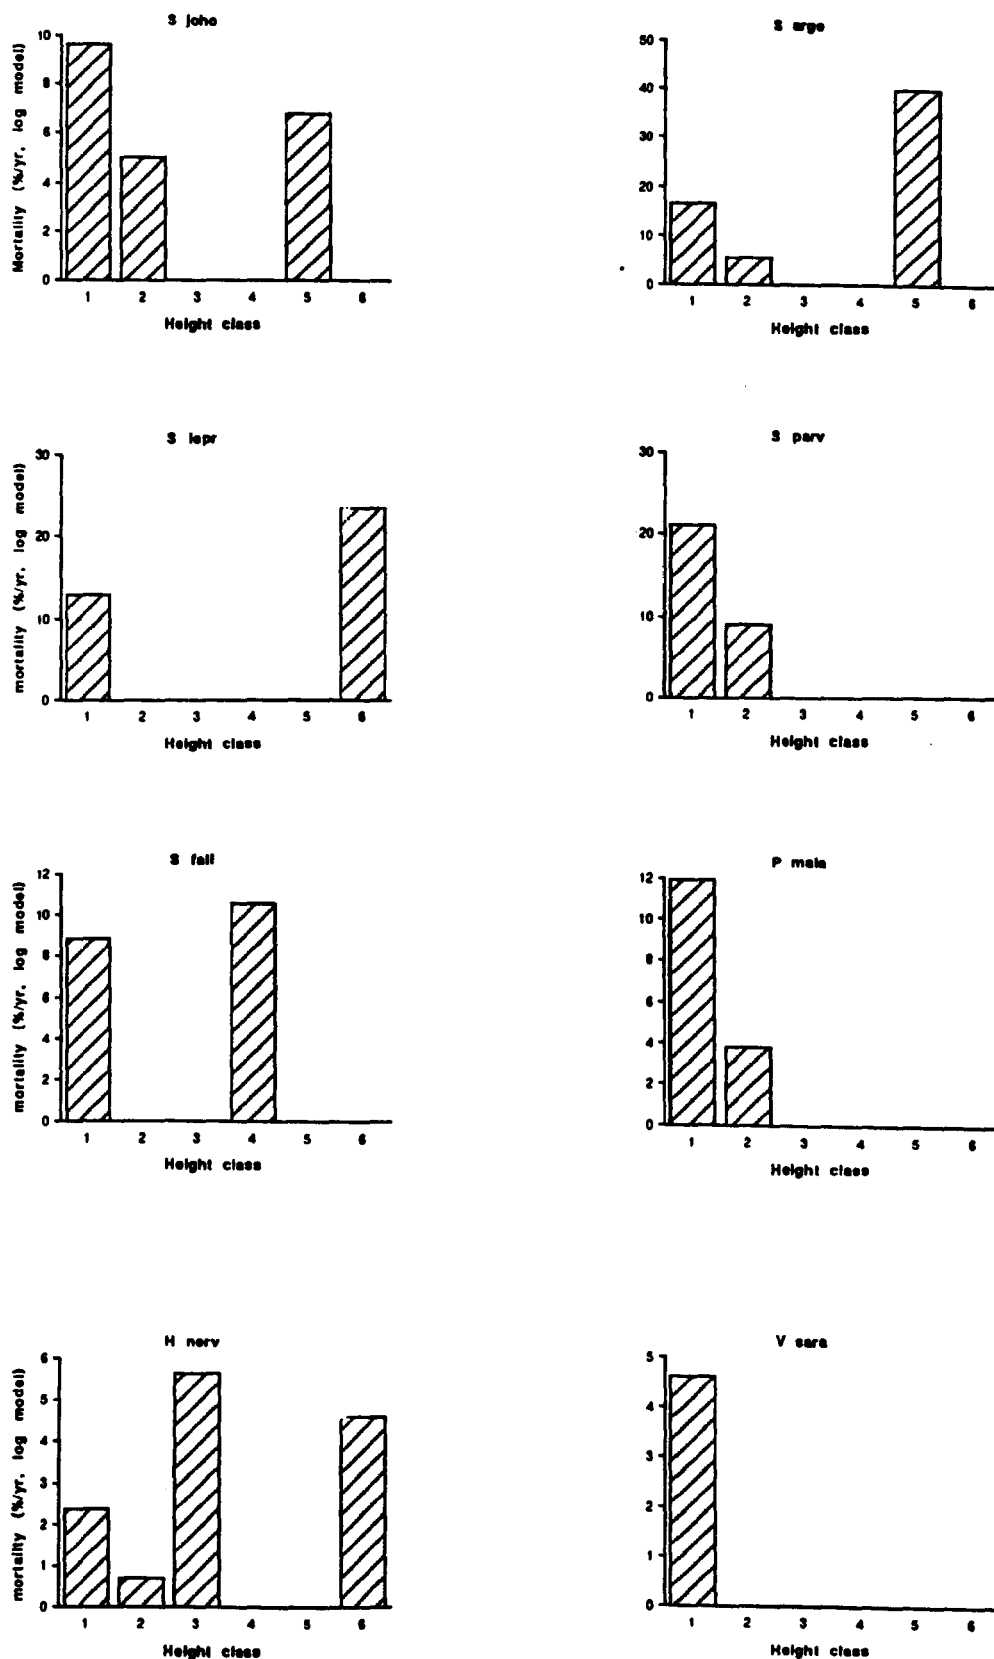 S joho
Mortality (%/yr, log model)
10
8
6
4
2
0
1 2 3 4 5 6
Height class
S arge
50
40
30
20
10
0
1 2 3 4 5 6
Height class
S lepr
mortality (%/yr, log model)
30
20
10
0
1 2 3 4 5 6
Height class
S parv
30
20
10
0
1 2 3 4 5 6
Height class
S fall
mortality (%/yr, log model)
12
10
8
6
4
2
0
1 2 3 4 5 6
Height class
P mala
12
10
8
6
4
2
0
1 2 3 4 5 6
Height class
H nerv
mortality (%/yr, log model)
6
5
4
3
2
1
0
1 2 3 4 5 6
Height class
V sara
5
4
3
2
1
0
1 2 3 4 5 6
Height class